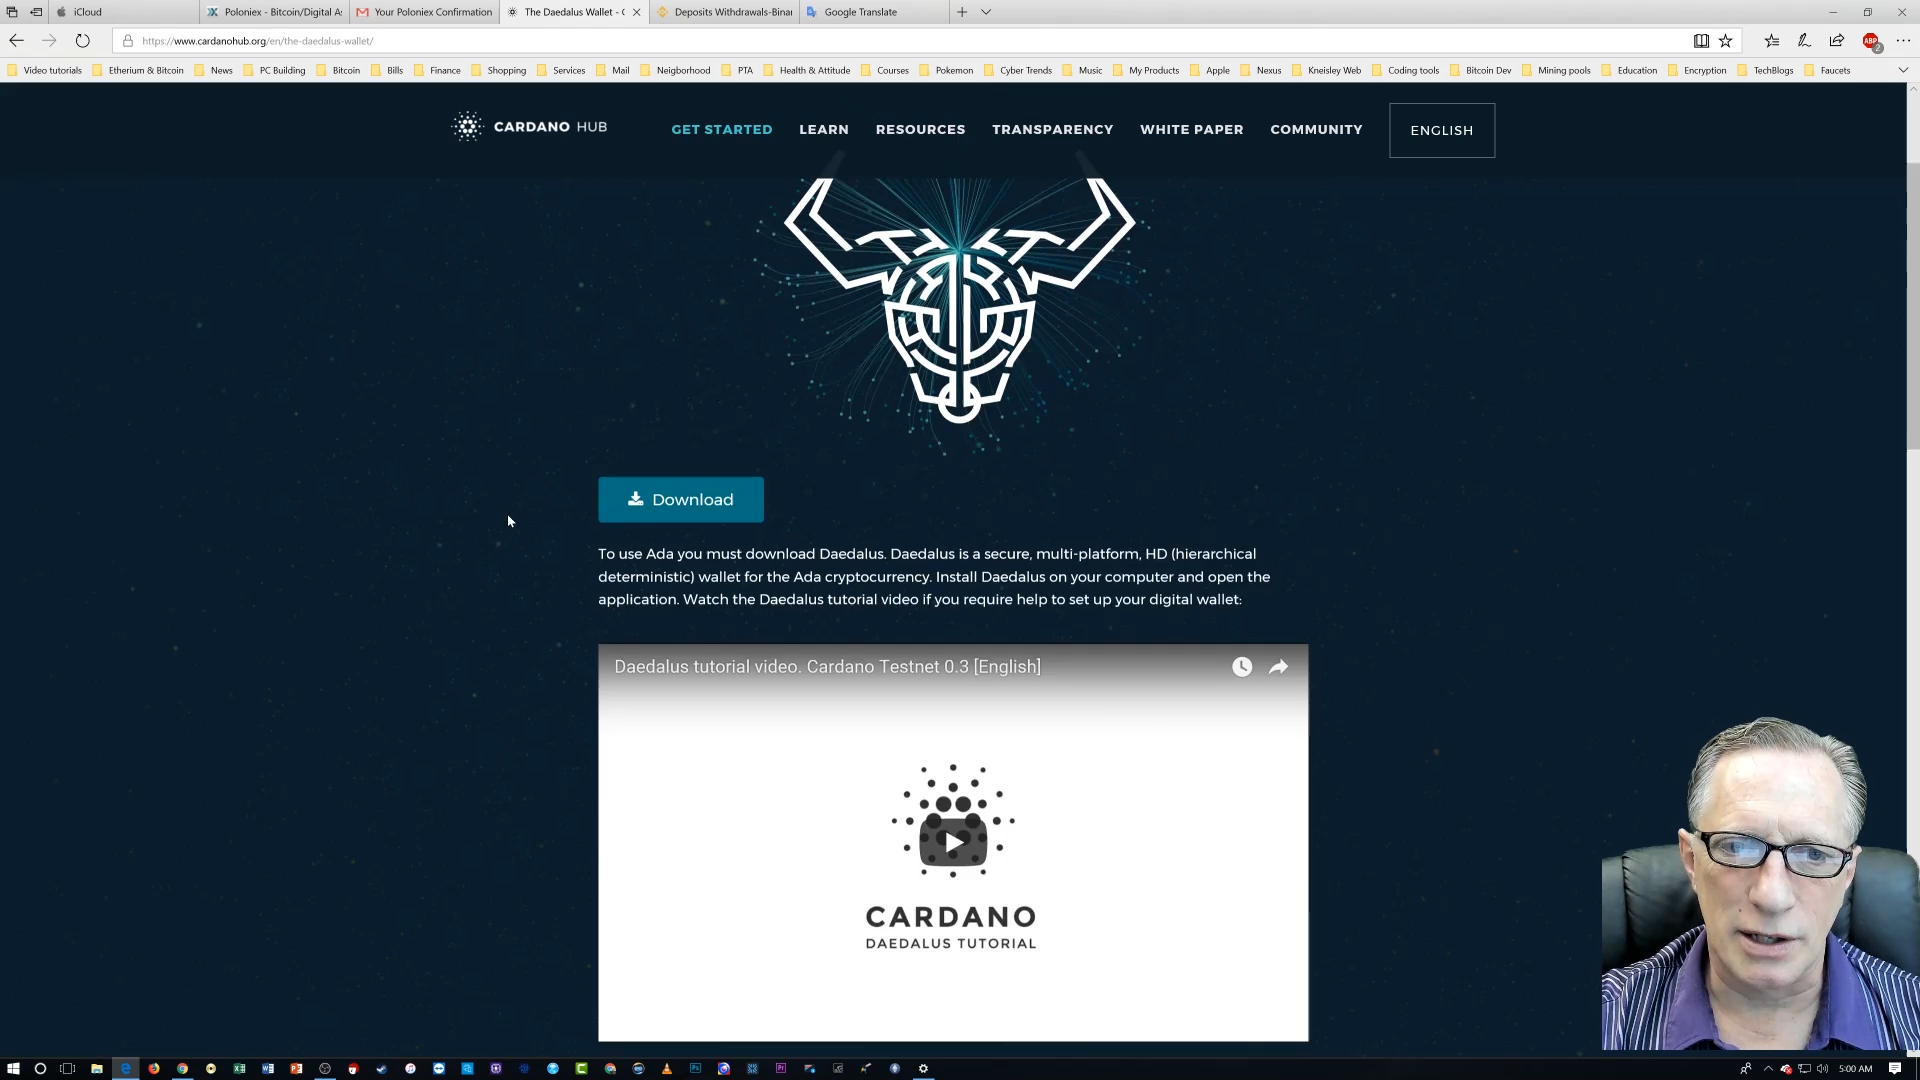 iCloud
Poloniex - Bitcoin/Digital As
Your Poloniex Confirmation
The Daedalus Wallet - C
Deposits Withdrawals-Binan
Google Translate
https://www.cardanohub.org/en/the-daedalus-wallet/
ABP
2
Video tutorials
Etherium & Bitcoin
News
PC Building
Bitcoin
Bills
Finance
Shopping
Services
Mail
Neigborhood
PTA
Health & Attitude
Courses
Pokemon
Cyber Trends
Music
My Products
Apple
Nexus
Kneisley Web
Coding tools
Bitcoin Dev
Mining pools
Education
Encryption
TechBlogs
Faucets
CARDANO HUB
GET STARTED
LEARN
RESOURCES
TRANSPARENCY
WHITE PAPER
COMMUNITY
ENGLISH
Download
To use Ada you must download Daedalus. Daedalus is a secure, multi-platform, HD (hierarchical
deterministic) wallet for the Ada cryptocurrency. Install Daedalus on your computer and open the
application. Watch the Daedalus tutorial video if you require help to set up your digital wallet:
Daedalus tutorial video. Cardano Testnet 0.3 [English]
CARDANO
DAEDALUS TUTORIAL
5:00 AM